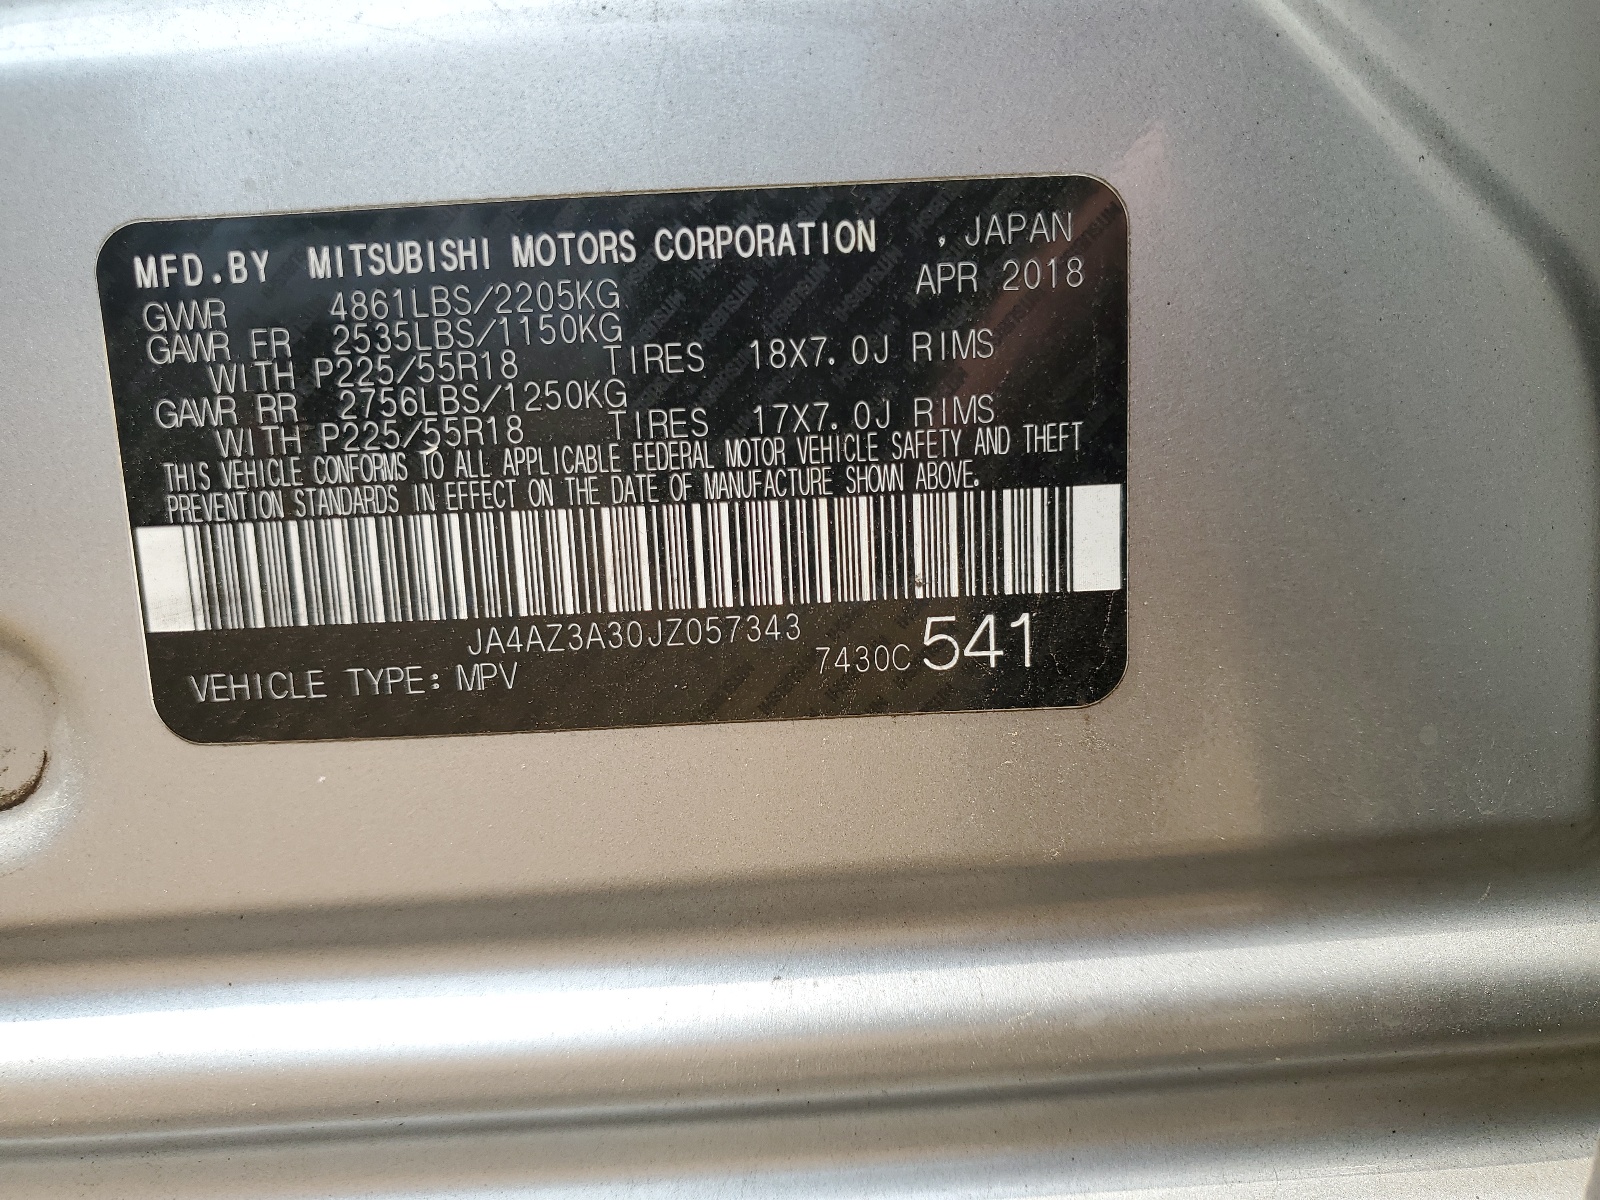 MFD.BY MITSUBISHI MOTORS CORPORATION , JAPAN
APR 2018
GVWR 4861LBS/2205KG
GAWR FR 2535LBS/1150KG
WITH P225/55R18 TIRES 18X7.0J RIMS
GAWR RR 2756LBS/1250KG
WITH P225/55R18 TIRES 17X7.0J RIMS
THIS VEHICLE CONFORMS TO ALL APPLICABLE FEDERAL MOTOR VEHICLE SAFETY AND THEFT
PREVENTION STANDARDS IN EFFECT ON THE DATE OF MANUFACTURE SHOWN ABOVE.
JA4AZ3A30JZ057343
VEHICLE TYPE: MPV 7430C 541